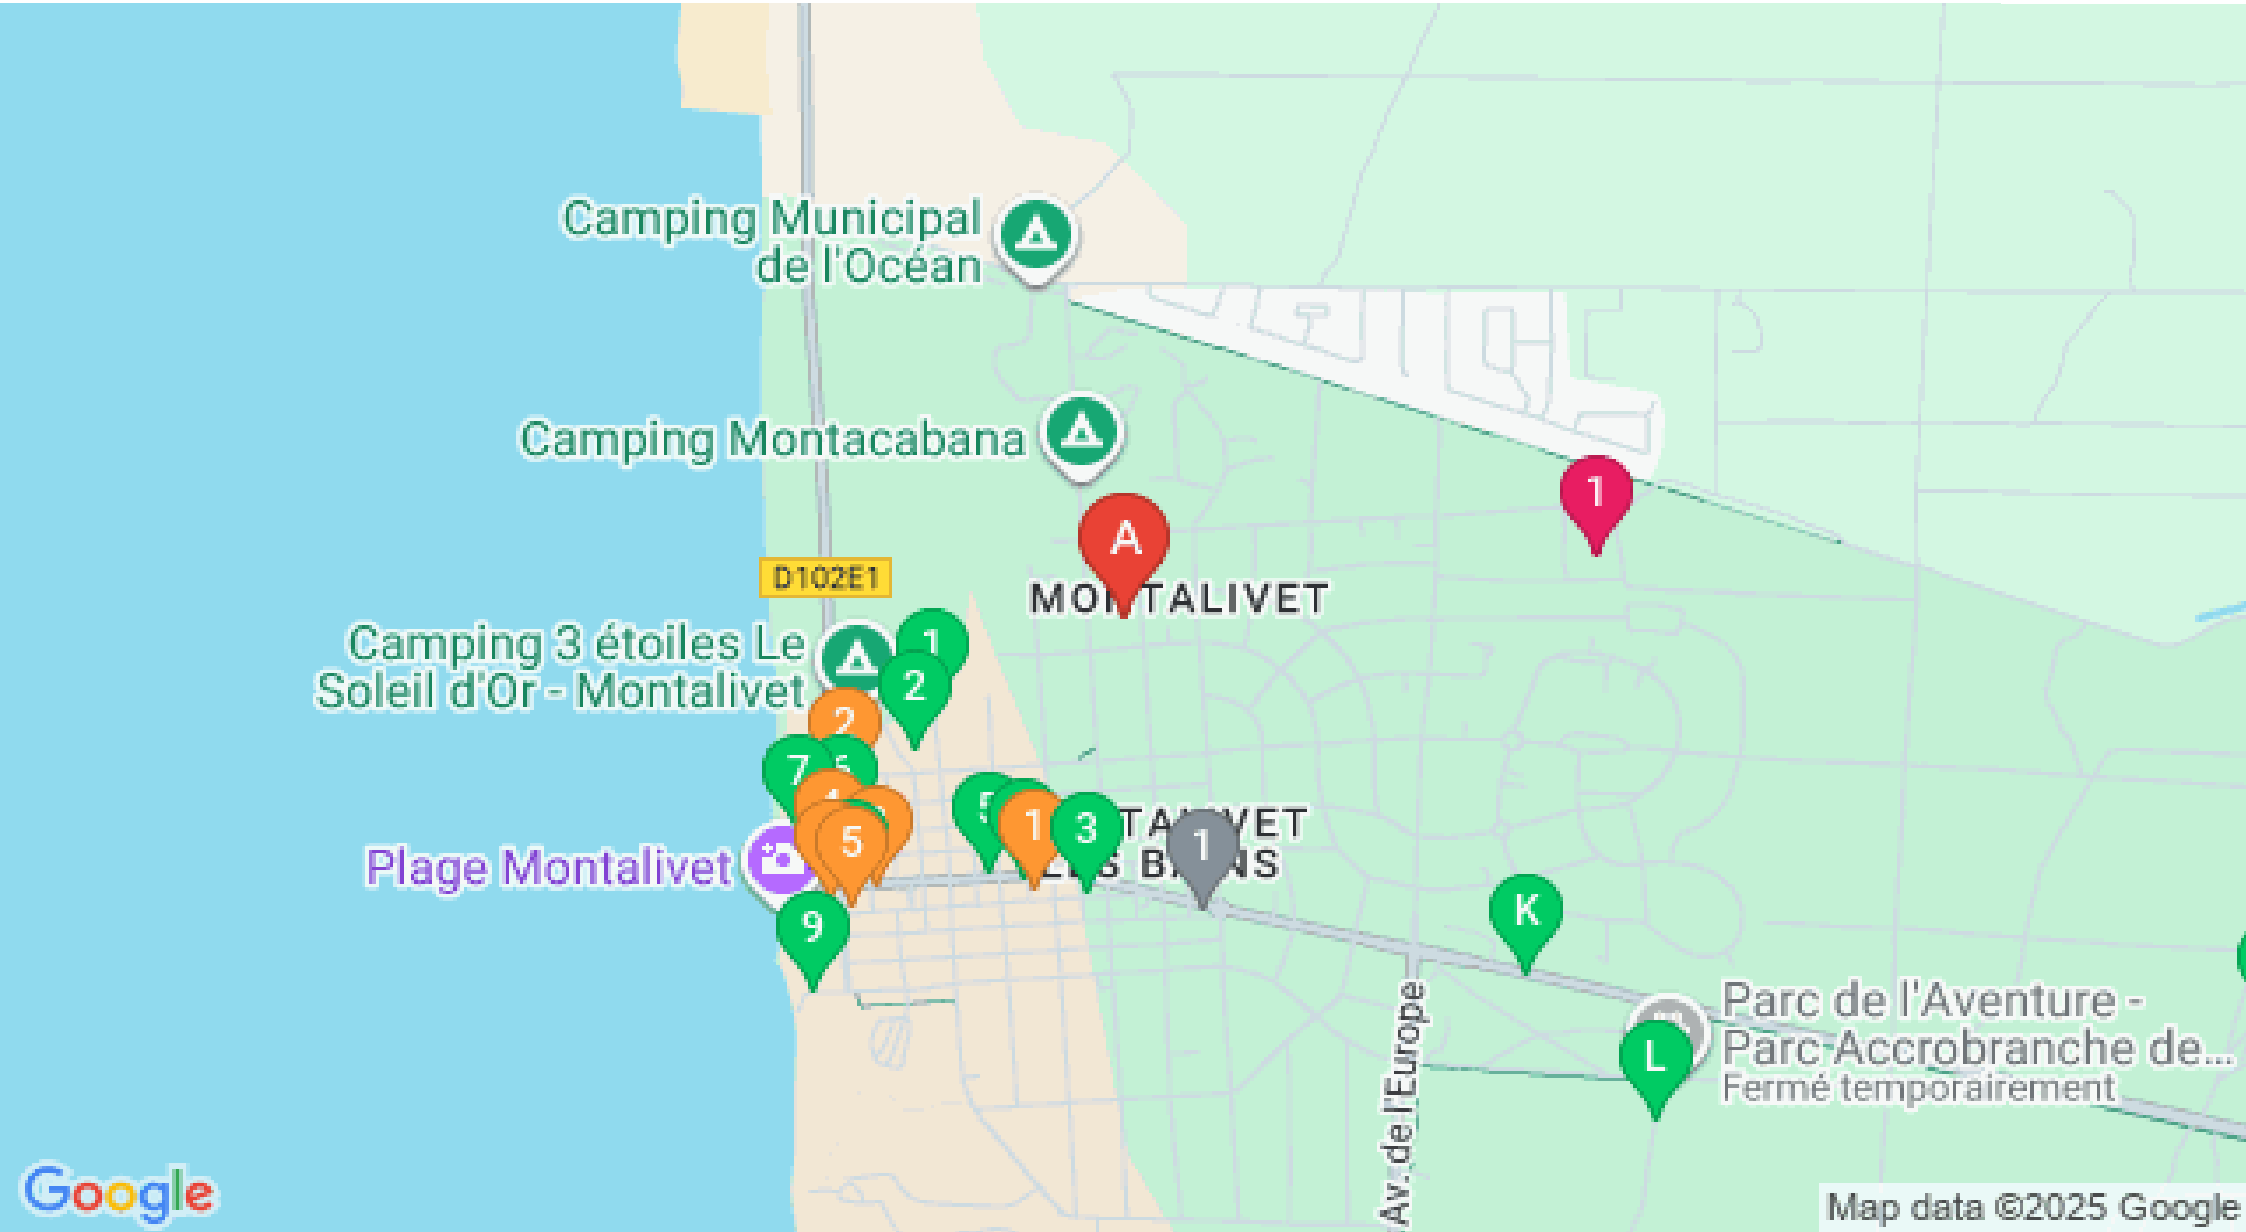 Camping Municipal
de l'Océan
Camping Montacabana
1
A
D102E1
MONTALIVET
Camping 3 étoiles Le
Soleil d'Or - Montalivet
1
2
2
7
5
1
3
1
5
Plage Montalivet
9
K
Parc de l'Aventure -
Parc Accrobranche de...
Fermé temporairement
L
Av. de l'Europe
Google
Map data ©2025 Google